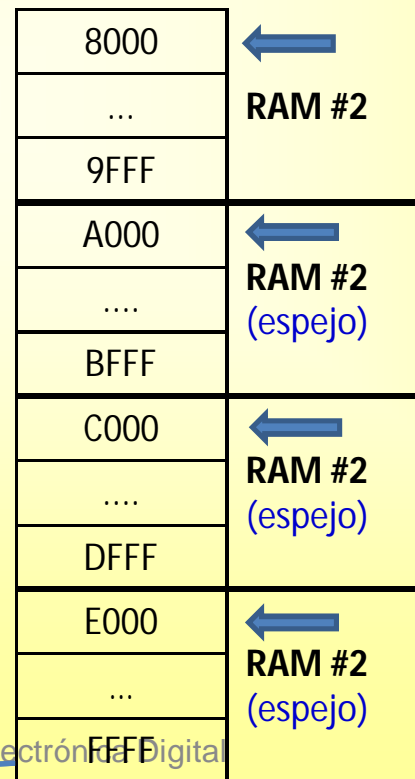 8000
...
RAM #2
9FFF
A000
RAM #2
(espejo)
....
BFFF
C000
RAM #2
(espejo)
....
DFFF
E000
RAM #2
(espejo)
...
FFFF
ectrónica Digital